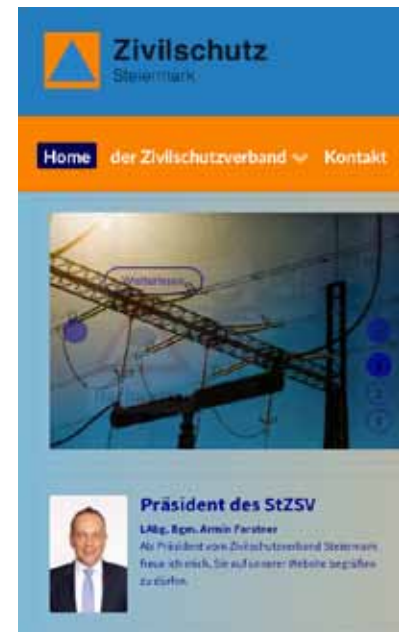 Zivilschutz
Steiermark
Home der Zivilschutzverband Kontakt
Weiterlesen
Präsident des StZSV
LAbg. Bgm. Armin Forstner
Als Präsident vom Zivilschutzverband Steiermark
freue ich mich, Sie auf unserer Website begrüßen
zu dürfen.